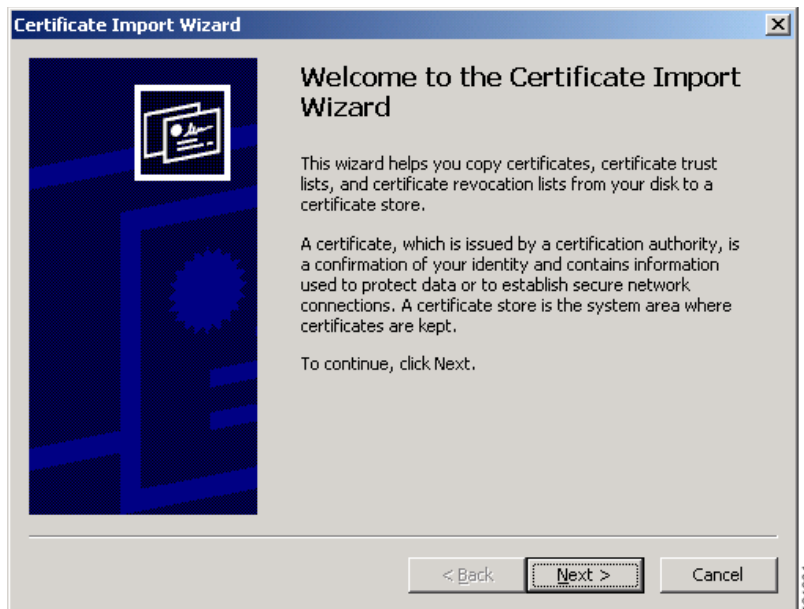 Certificate Import Wizard
Welcome to the Certificate Import
Wizard
This wizard helps you copy certificates, certificate trust
lists, and certificate revocation lists from your disk to a
certificate store.
A certificate, which is issued by a certification authority, is
a confirmation of your identity and contains information
used to protect data or to establish secure network
connections. A certificate store is the system area where
certificates are kept.
To continue, click Next.
< Back
Next >
Cancel